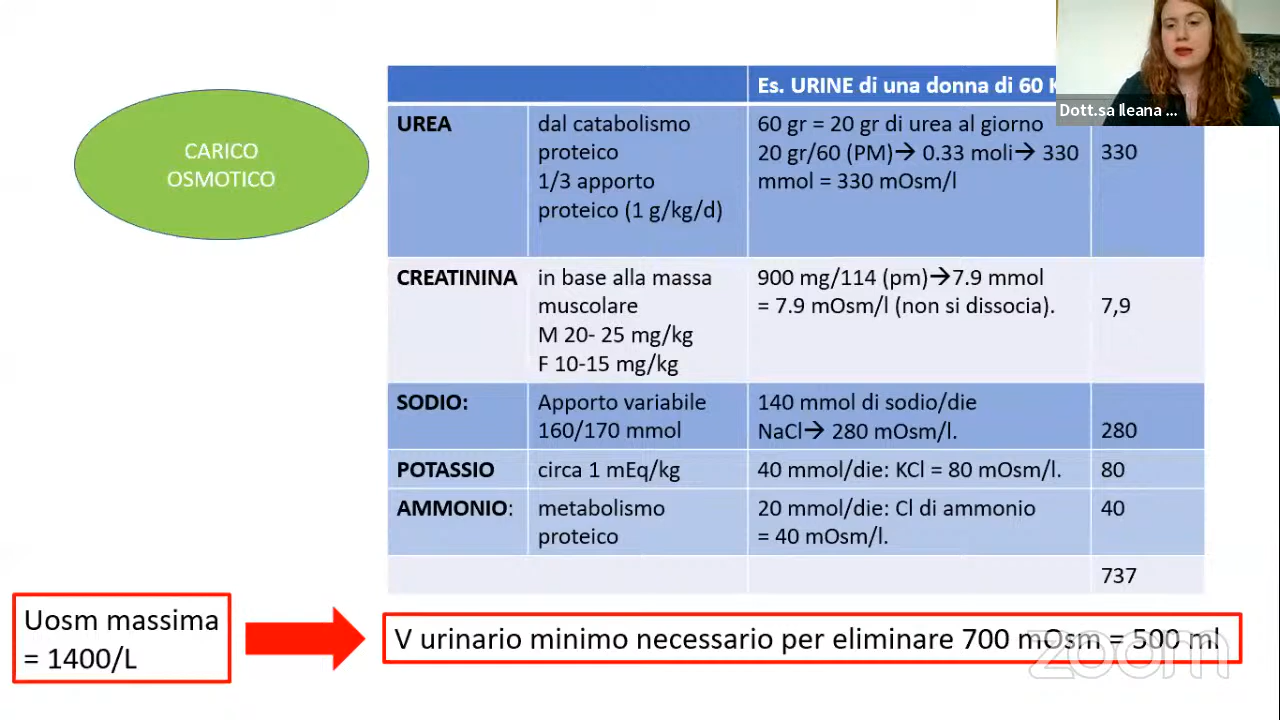 CARICO
OSMOTICO
Es. URINE di una donna di 60
Dott.sa Ileana ...
UREA
dal catabolismo
proteico
1/3 apporto
proteico (1 g/kg/d)
60 gr = 20 gr di urea al giorno
20 gr/60 (PM)→ 0.33 moli→ 330
mmol = 330 mOsm/l
330
CREATININA
in base alla massa
muscolare
M 20- 25 mg/kg
F 10-15 mg/kg
900 mg/114 (pm)→7.9 mmol
= 7.9 mOsm/l (non si dissocia).
7,9
SODIO:
Apporto variabile
160/170 mmol
140 mmol di sodio/die
NaCl→ 280 mOsm/l.
280
POTASSIO
circa 1 mEq/kg
40 mmol/die: KCl = 80 mOsm/l.
80
AMMONIO:
metabolismo
proteico
20 mmol/die: Cl di ammonio
= 40 mOsm/l.
40
737
Uosm massima
= 1400/L
V urinario minimo necessario per eliminare 700 mOsm = 500 ml
zoom